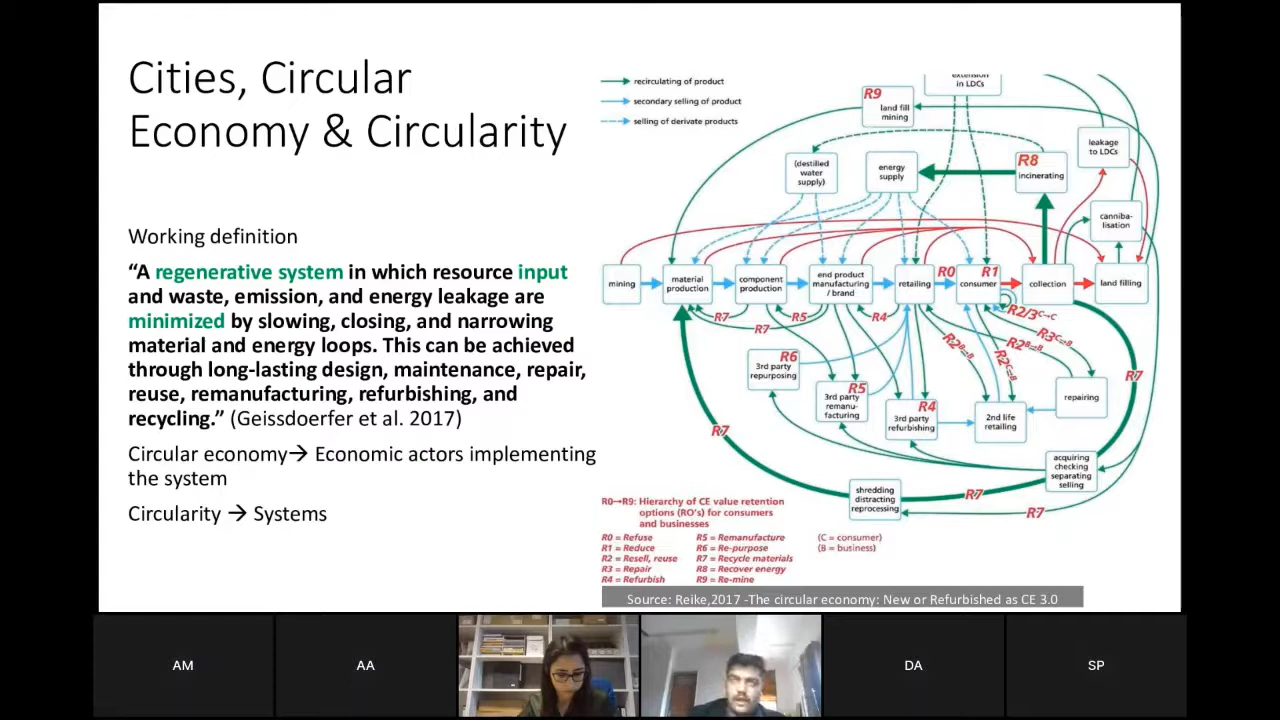 Cities, Circular
Economy & Circularity
Working definition
“A regenerative system in which resource input
and waste, emission, and energy leakage are
minimized by slowing, closing, and narrowing
material and energy loops. This can be achieved
through long-lasting design, maintenance, repair,
reuse, remanufacturing, refurbishing, and
recycling.” (Geissdoerfer et al. 2017)
Circular economy→ Economic actors implementing
the system
Circularity → Systems
recirculating of product
secondary selling of product
selling of derivate products
extension
in LDCs
R9
land fill
mining
leakage
to LDCs
(destilled
water
supply)
energy
supply
R8
incinerating
canniba-
lisation
mining
material
production
component
production
end product
manufacturing
/ brand
retailing
R0
R1
consumer
collection
land filling
R7
R7
R5
R4
R2/3C→C
R2B→B
R2C→B
R2B→B
R3C→B
R7
R6
3rd party
repurposing
R5
3rd party
remanu-
facturing
R4
3rd party
refurbishing
2nd life
retailing
repairing
R7
acquiring
checking
separating
selling
shredding
distracting
reprocessing
R7
R7
R0→R9: Hierarchy of CE value retention
options (RO's) for consumers
and businesses
R0 = Refuse
R1 = Reduce
R2 = Resell, reuse
R3 = Repair
R4 = Refurbish
R5 = Remanufacture
R6 = Re-purpose
R7 = Recycle materials
R8 = Recover energy
R9 = Re-mine
(C = consumer)
(B = business)
Source: Reike,2017 -The circular economy: New or Refurbished as CE 3.0
AM
AA
DA
SP